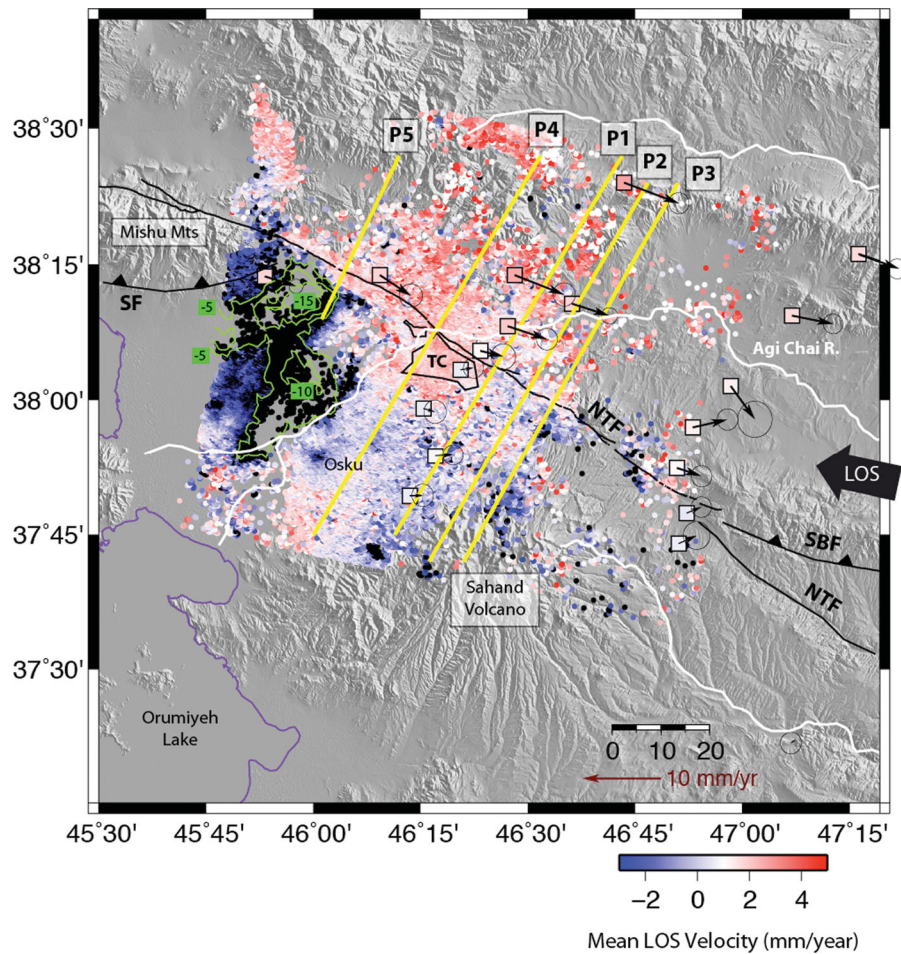 38°30'
38°15'
38°00'
37°45'
37°30'
P5
P4
P1
P2
P3
Mishu Mts
SF
-5
-15
-5
-10
TC
Agi Chai R.
NTF
Osku
LOS
SBF
NTF
Sahand
Volcano
Orumiyeh
Lake
0 10 20
10 mm/yr
45°30' 45°45' 46°00' 46°15' 46°30' 46°45' 47°00' 47°15'
−2 0 2 4
Mean LOS Velocity (mm/year)